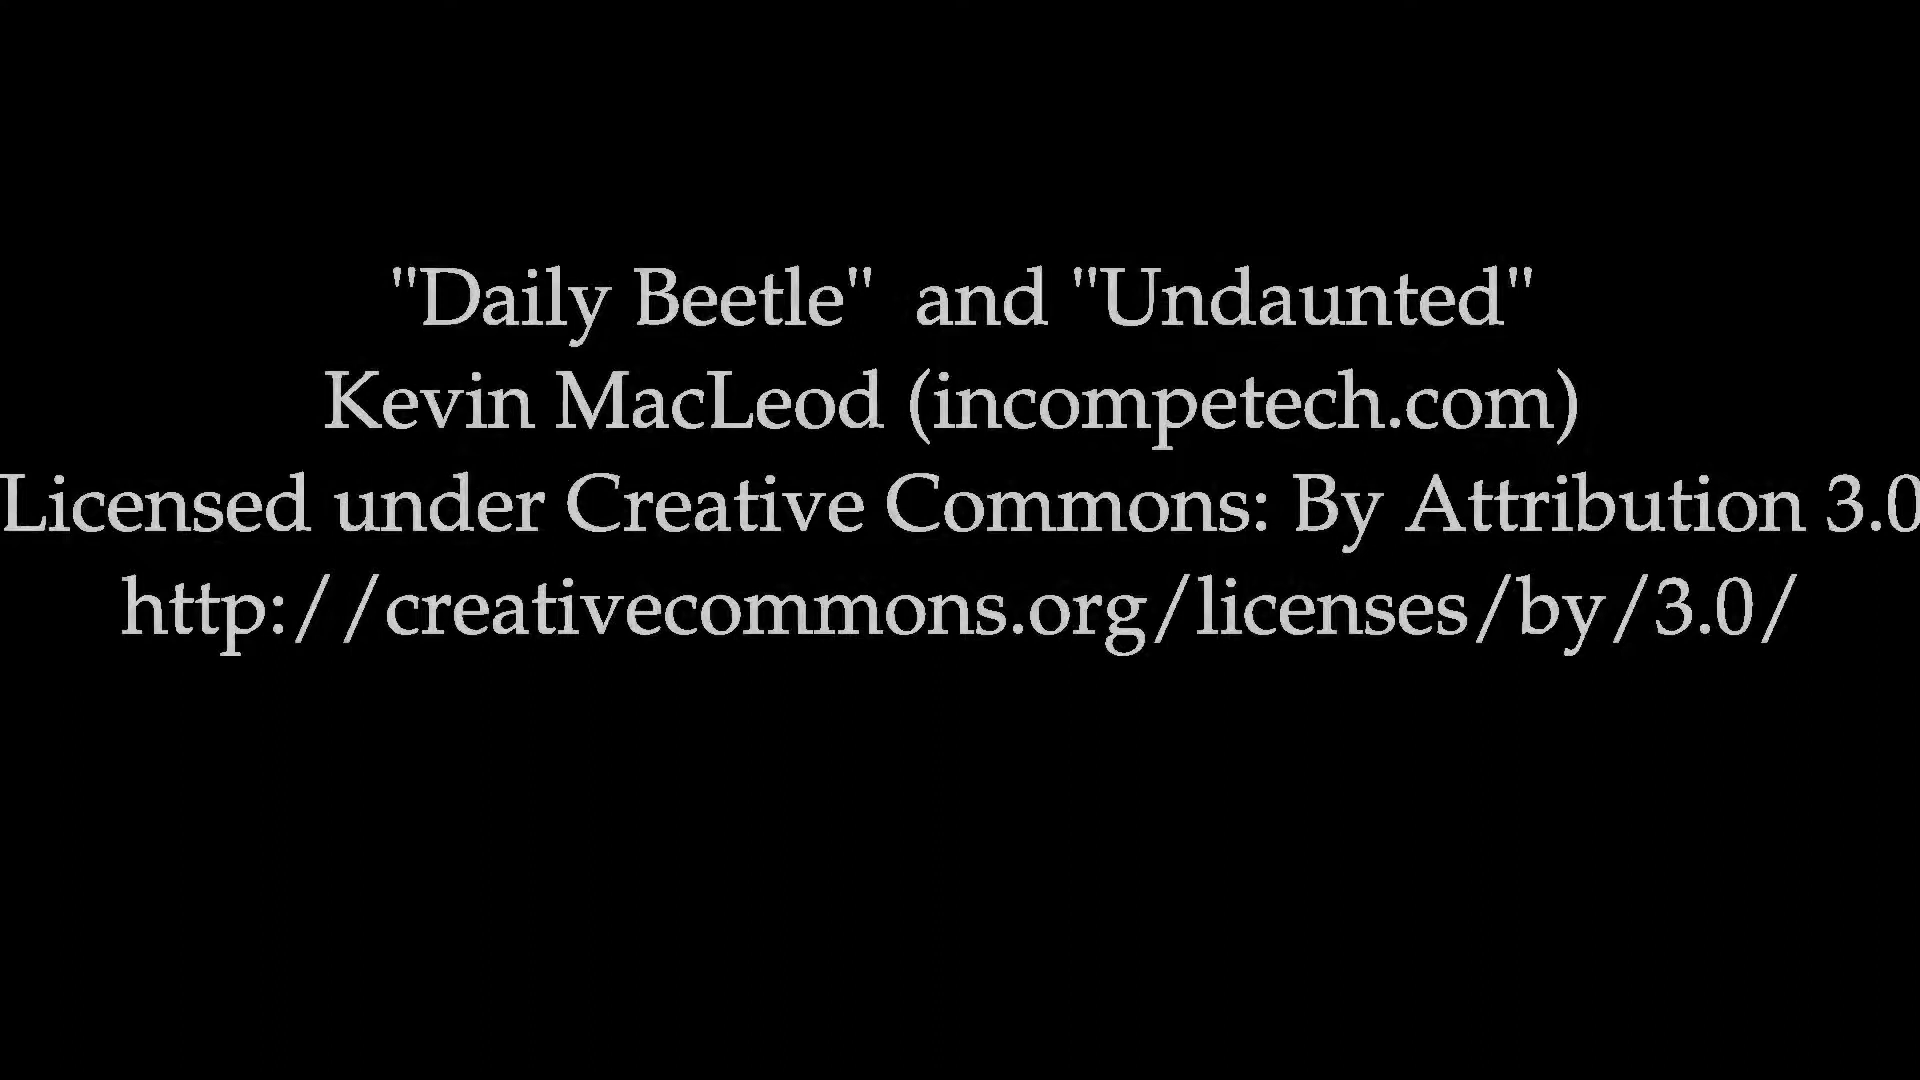 "Daily Beetle"  and "Undaunted"
Kevin MacLeod (incompetech.com)
Licensed under Creative Commons: By Attribution 3.0
http://creativecommons.org/licenses/by/3.0/